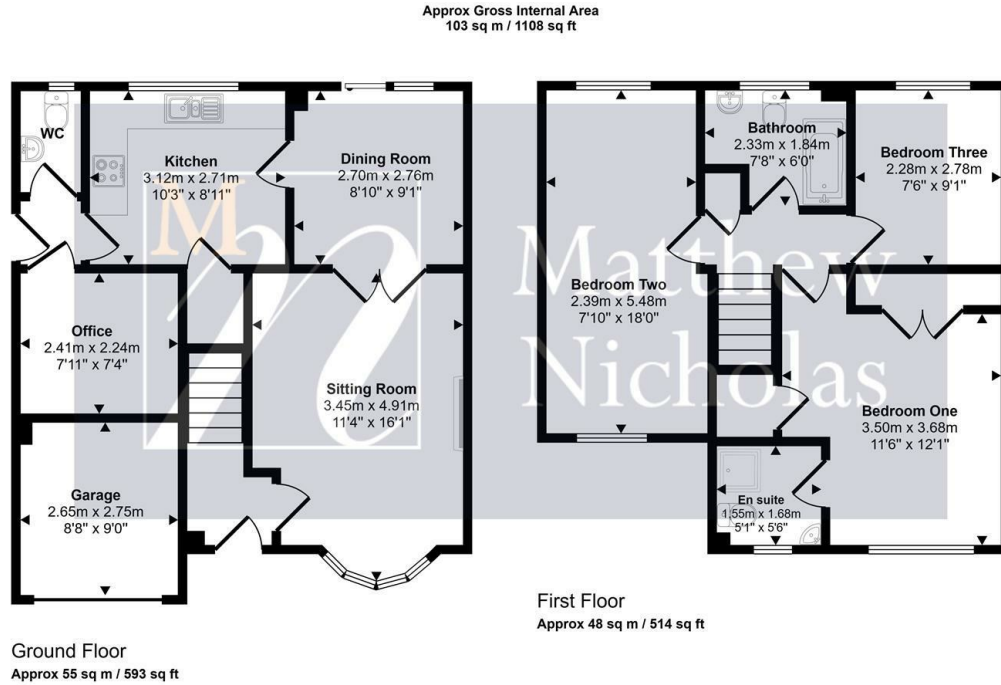 Approx Gross Internal Area
103 sq m / 1108 sq ft
WC
Kitchen
3.12m x 2.71m
10'3" x 8'11"
Dining Room
2.70m x 2.76m
8'10" x 9'1"
Office
2.41m x 2.24m
7'11" x 7'4"
Sitting Room
3.45m x 4.91m
11'4" x 16'1"
Garage
2.65m x 2.75m
8'8" x 9'0"
Ground Floor
Approx 55 sq m / 593 sq ft
Bathroom
2.33m x 1.84m
7'8" x 6'0"
Bedroom Three
2.28m x 2.78m
7'6" x 9'1"
Bedroom Two
2.39m x 5.48m
7'10" x 18'0"
Bedroom One
3.50m x 3.68m
11'6" x 12'1"
En suite
1.55m x 1.68m
5'1" x 5'6"
First Floor
Approx 48 sq m / 514 sq ft
M
n
Matthew
Nicholas